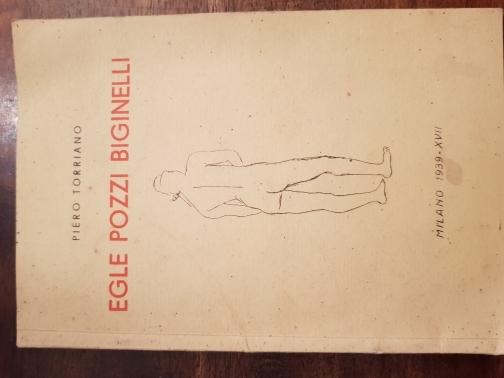 PIERO TORRIANO
EGLE POZZI BIGINELLI
MILANO 1939-XVII